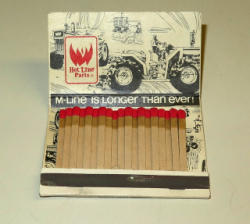 Hot Line
Parts
M-Line is Longer Than Ever!